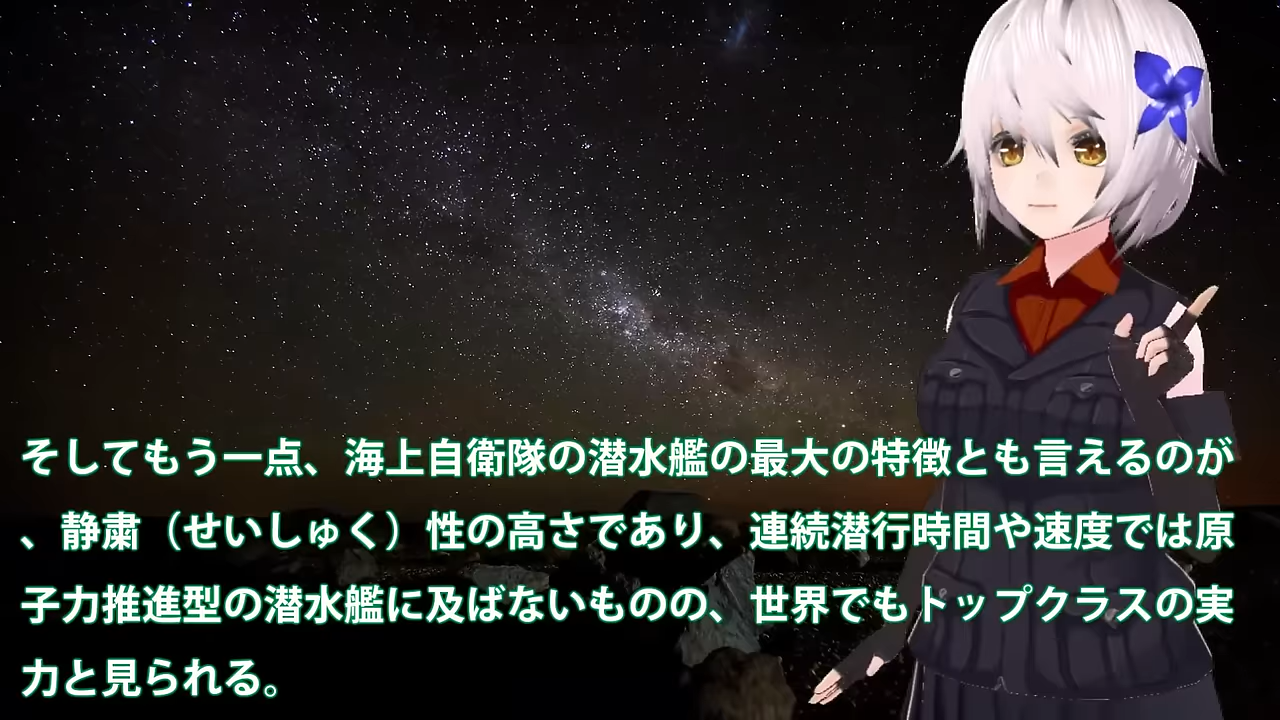 そしてもう一点、海上自衛隊の潜水艦の最大の特徴とも言えるのが
、静粛（せいしゅく）性の高さであり、連続潜行時間や速度では原
子力推進型の潜水艦に及ばないものの、世界でもトップクラスの実
力と見られる。